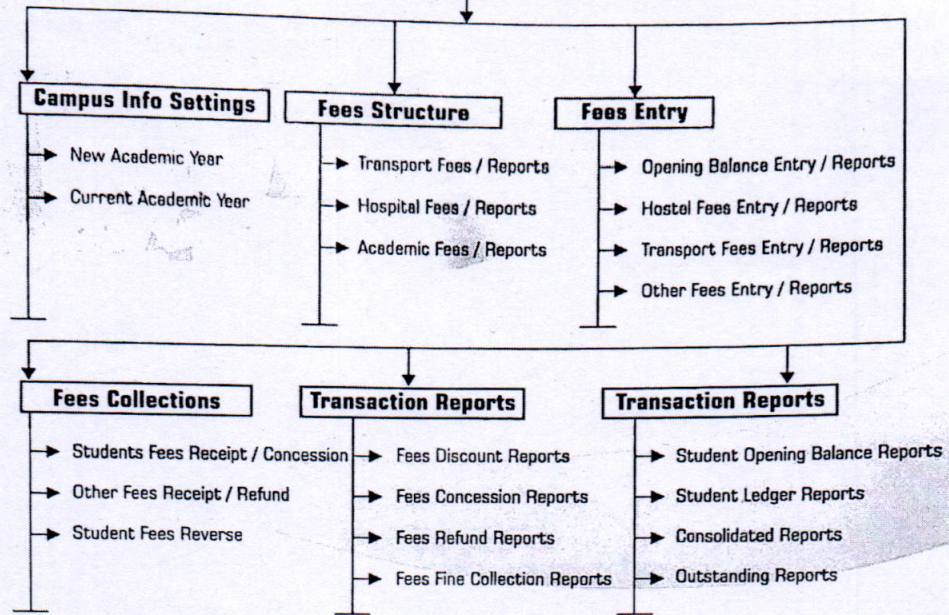 Campus Info Settings
New Academic Year
Current Academic Year
Fees Structure
Transport Fees / Reports
Hospital Fees / Reports
Academic Fees / Reports
Fees Entry
Opening Balance Entry / Reports
Hostel Fees Entry / Reports
Transport Fees Entry / Reports
Other Fees Entry / Reports
Fees Collections
Students Fees Receipt / Concession
Other Fees Receipt / Refund
Student Fees Reverse
Transaction Reports
Fees Discount Reports
Fees Concession Reports
Fees Refund Reports
Fees Fine Collection Reports
Transaction Reports
Student Opening Balance Reports
Student Ledger Reports
Consolidated Reports
Outstanding Reports